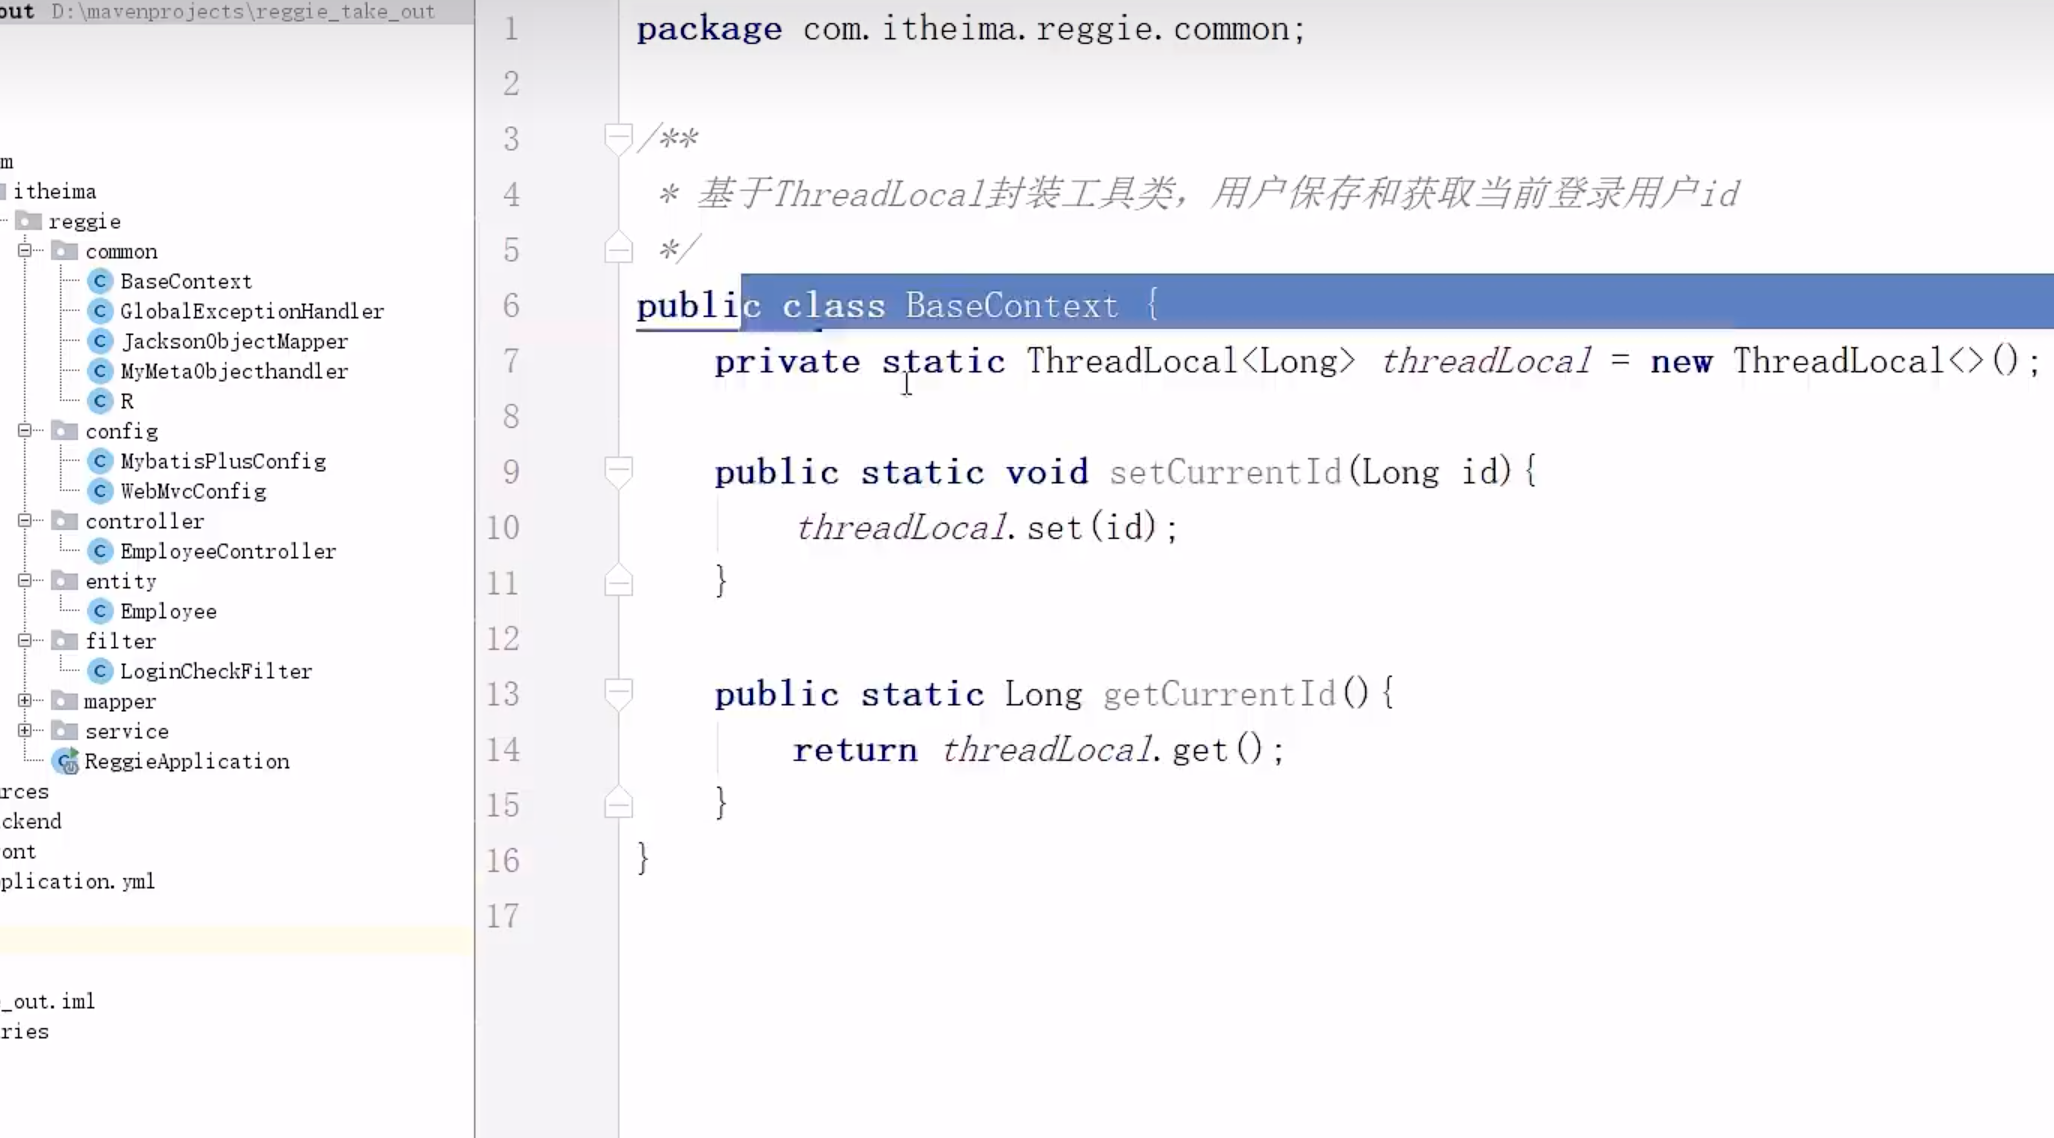 out D:\mavenprojects\reggie_take_out
m
itheima
reggie
common
BaseContext
GlobalExceptionHandler
JacksonObjectMapper
MyMetaObjecthandler
R
config
MybatisPlusConfig
WebMvcConfig
controller
EmployeeController
entity
Employee
filter
LoginCheckFilter
mapper
service
ReggieApplication
rces
ckend
ont
plication.yml
_out.iml
ries
1 package com.itheima.reggie.common;
2
3 /**
4 * 基于ThreadLocal封装工具类，用户保存和获取当前登录用户id
5 */
6 public class BaseContext {
7 private static ThreadLocal<Long> threadLocal = new ThreadLocal<>();
8
9 public static void setCurrentId(Long id){
10 threadLocal.set(id);
11 }
12
13 public static Long getCurrentId(){
14 return threadLocal.get();
15 }
16 }
17